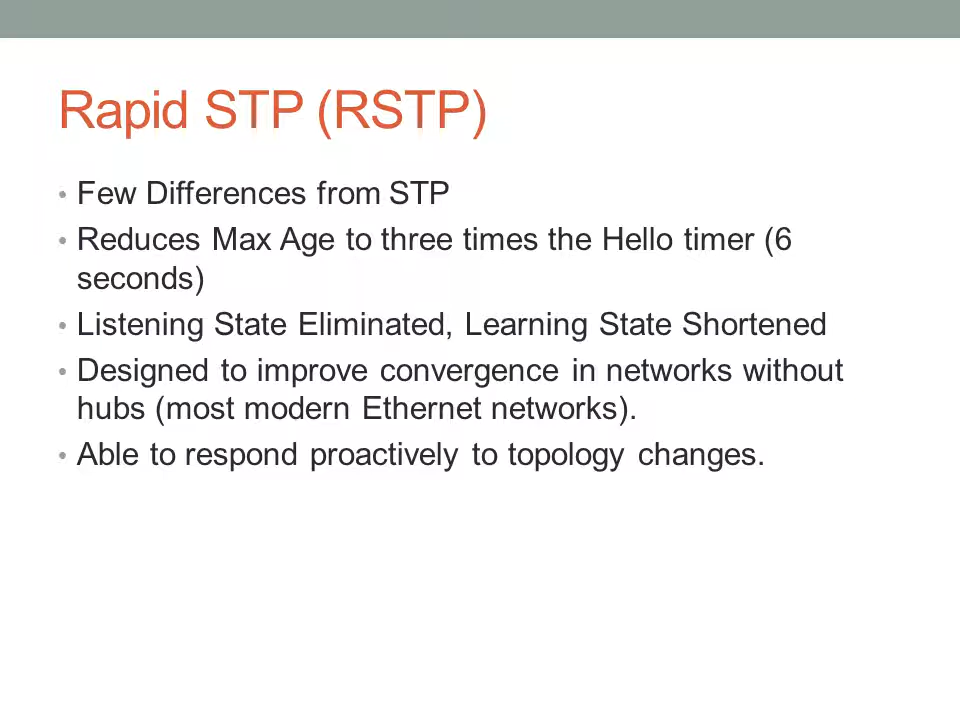 Rapid STP (RSTP)
• Few Differences from STP
• Reduces Max Age to three times the Hello timer (6
seconds)
• Listening State Eliminated, Learning State Shortened
• Designed to improve convergence in networks without
hubs (most modern Ethernet networks).
• Able to respond proactively to topology changes.